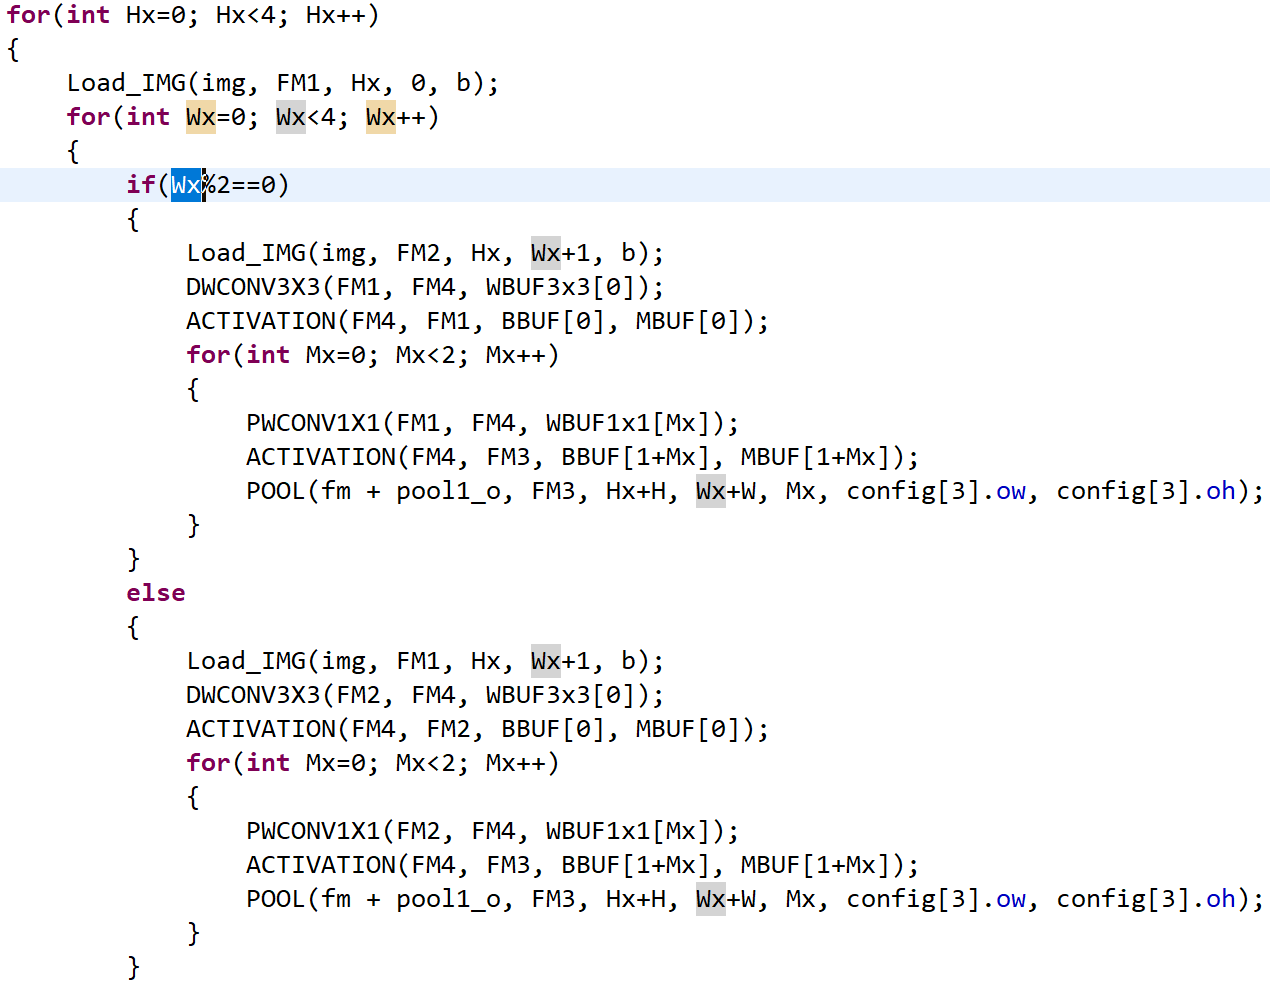 for(int Hx=0; Hx<4; Hx++)
{
    Load_IMG(img, FM1, Hx, 0, b);
    for(int Wx=0; Wx<4; Wx++)
    {
        if(Wx%2==0)
        {
            Load_IMG(img, FM2, Hx, Wx+1, b);
            DWCONV3X3(FM1, FM4, WBUF3x3[0]);
            ACTIVATION(FM4, FM1, BBUF[0], MBUF[0]);
            for(int Mx=0; Mx<2; Mx++)
            {
                PWCONV1X1(FM1, FM4, WBUF1x1[Mx]);
                ACTIVATION(FM4, FM3, BBUF[1+Mx], MBUF[1+Mx]);
                POOL(fm + pool1_o, FM3, Hx+H, Wx+W, Mx, config[3].ow, config[3].oh);
            }
        }
        else
        {
            Load_IMG(img, FM1, Hx, Wx+1, b);
            DWCONV3X3(FM2, FM4, WBUF3x3[0]);
            ACTIVATION(FM4, FM2, BBUF[0], MBUF[0]);
            for(int Mx=0; Mx<2; Mx++)
            {
                PWCONV1X1(FM2, FM4, WBUF1x1[Mx]);
                ACTIVATION(FM4, FM3, BBUF[1+Mx], MBUF[1+Mx]);
                POOL(fm + pool1_o, FM3, Hx+H, Wx+W, Mx, config[3].ow, config[3].oh);
            }
        }